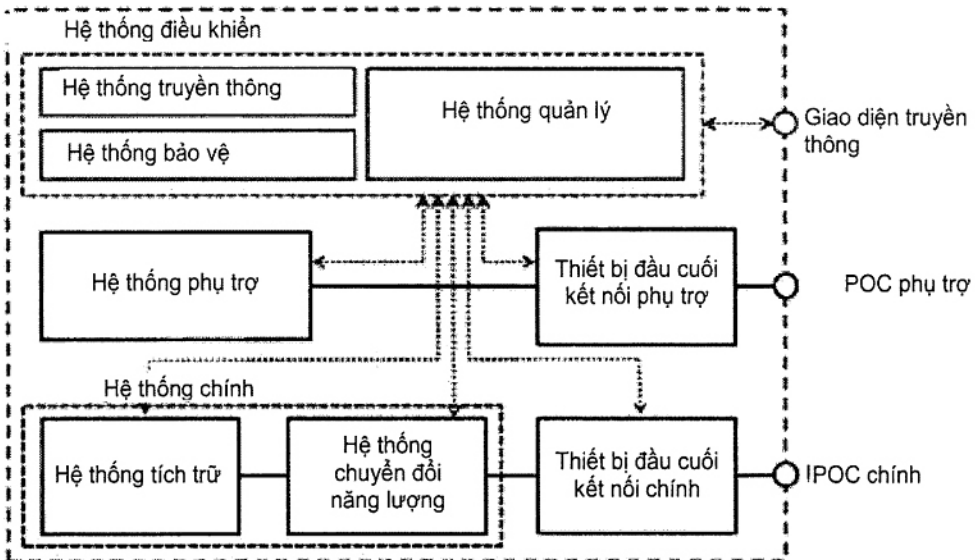 Hệ thống điều khiển
Hệ thống truyền thông
Hệ thống quản lý
Hệ thống bảo vệ
Giao diện truyền
thông
Hệ thống phụ trợ
Thiết bị đầu cuối
kết nối phụ trợ
POC phụ trợ
Hệ thống chính
Hệ thống tích trữ
Hệ thống
chuyển đổi
năng lượng
Thiết bị đầu cuối
kết nối chính
POC chính